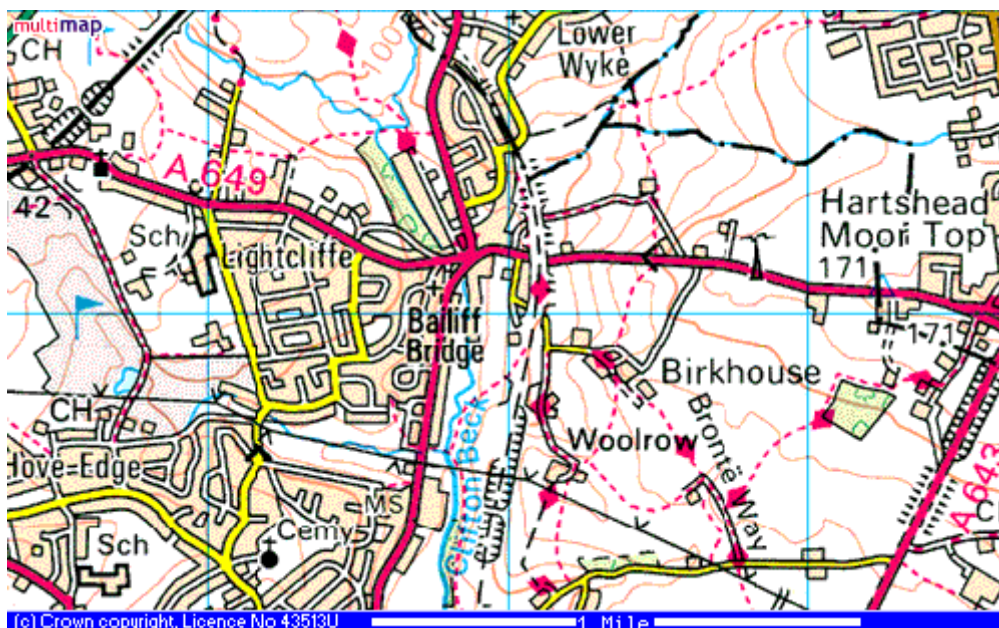 multimap
CH
100
Lower
Wyke
P
A 649
42
Sch
Lightcliffe
Hartshead
Moor Top
171
171
Bailiff
Bridge
Birkhouse
CH
Clifton Beck
Woolrow
Brontë Way
Hove Edge
MS
A 643
C
Cemy
Sch
(c) Crown copyright. Licence No 43513U
1 Mile